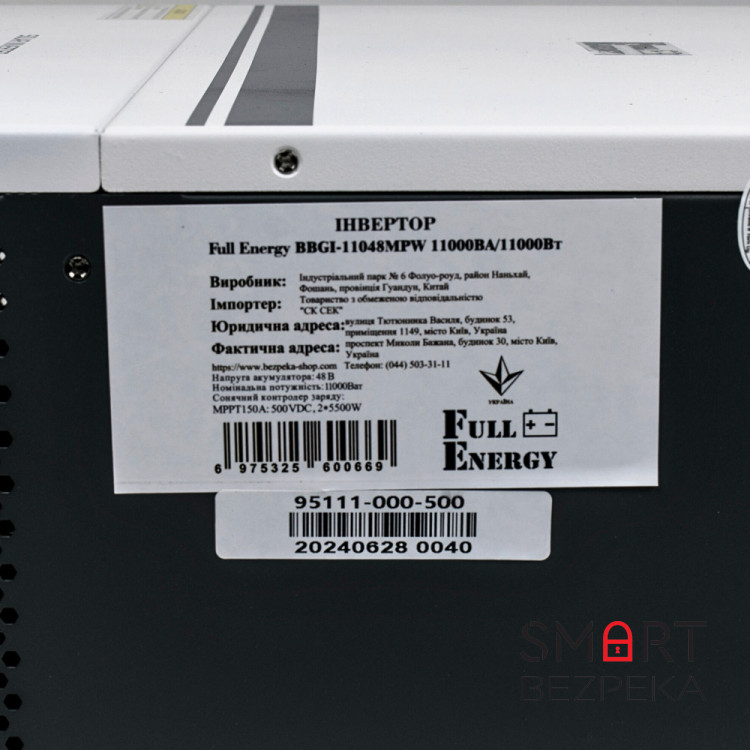 ІНВЕРТОР
Full Energy BBGI-11048MPW 11000ВА/11000Вт
Виробник: Індустріальний парк № 6 Фолуо-роуд, район Наньхай,
Фошань, провінція Гуандун, Китай
Імпортер: Товариство з обмеженою відповідальністю
"СК СЕК"
Юридична адреса: вулиця Тютюнника Василя, будинок 53,
приміщення 1149, місто Київ, Україна
Фактична адреса: проспект Миколи Бажана, будинок 30, місто Київ,
Україна
https://www.bezpeka-shop.com Телефон: (044) 503-31-11
Напруга акумулятора: 48 В
Номінальна потужність: 11000Ват
Сонячний контролер заряду:
MPPT150A: 500VDC, 2*5500W
УКРАЇНА
FULL
ENERGY
6 975325 600669
95111-000-500
20240628 0040
SMART
BEZPEKA